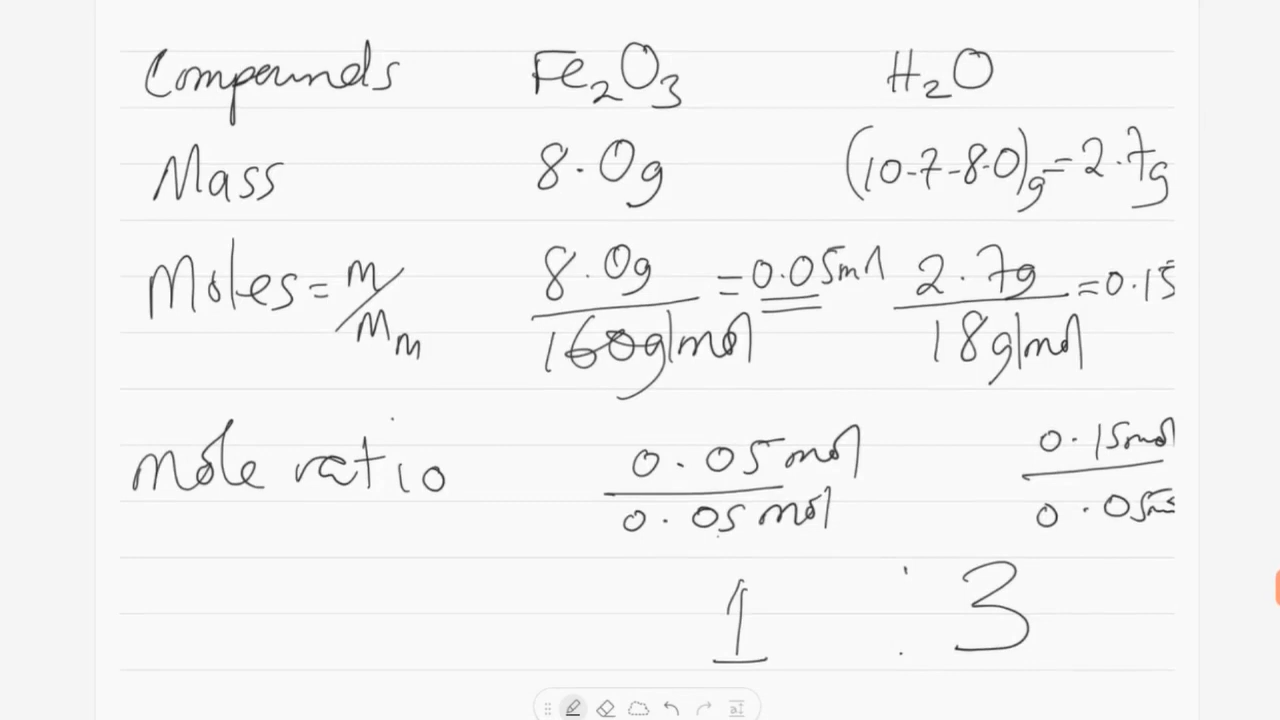 Compounds Fe₂O₃ H₂O
Mass 8.0g (10.7-8.0)g = 2.7g
Moles = m/Mm 8.0g/160g/mol = 0.05mol 2.7g/18g/mol = 0.15
mole ratio 0.05mol/0.05mol 0.15mol/0.05m
1 : 3